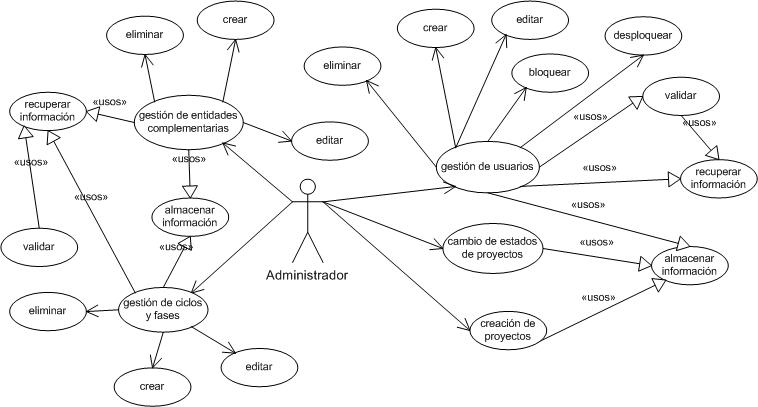 crear
eliminar
recuperar
información
«usos»
gestión de entidades
complementarias
editar
«usos»
«usos»
«usos»
almacenar
información
«usos»
validar
gestión de ciclos
y fases
eliminar
editar
crear
Administrador
editar
crear
desploquear
eliminar
bloquear
validar
«usos»
«usos»
gestión de usuarios
«usos»
recuperar
información
«usos»
cambio de estados
de proyectos
«usos»
almacenar
información
«usos»
creación de
proyectos